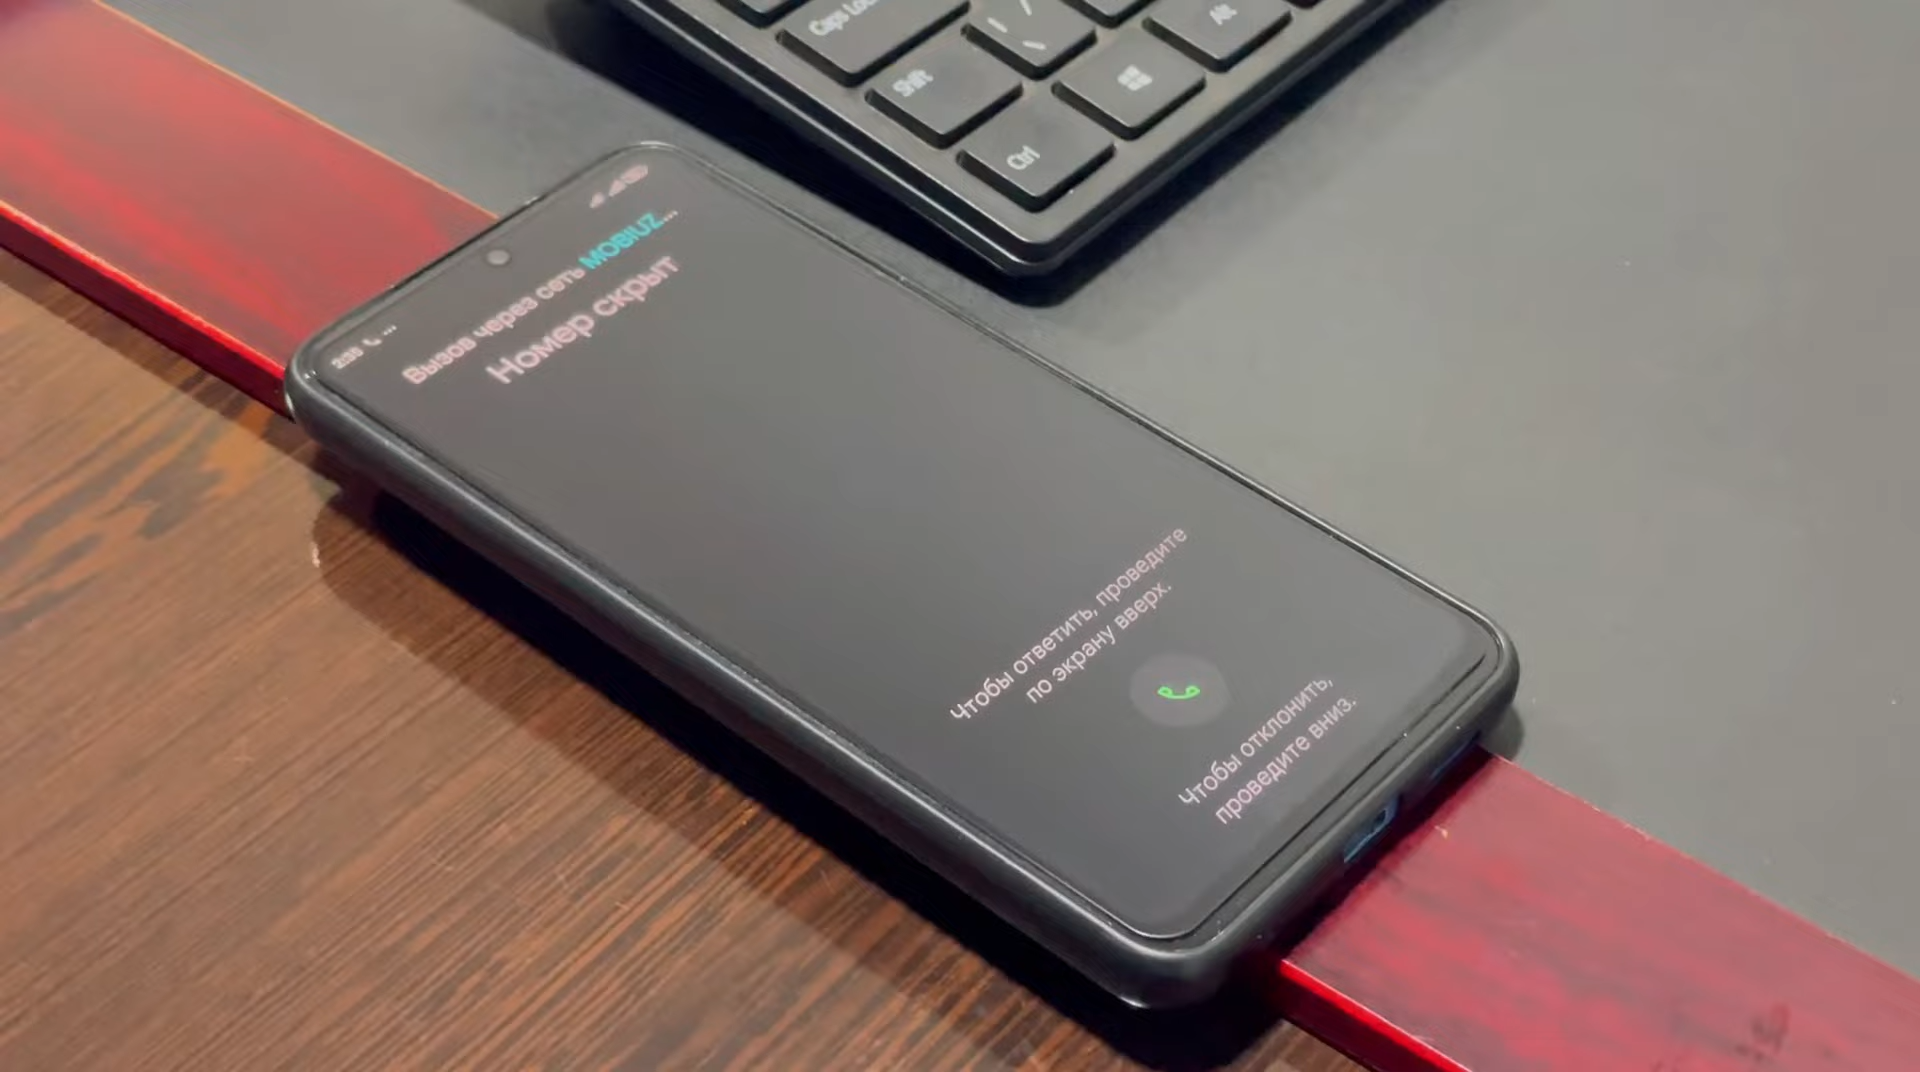 Caps Lo
Shift
Alt
Ctrl
Вызов через сеть MOBIUZ...
Номер скрыт
Чтобы ответить, проведите
по экрану вверх.
Чтобы отклонить,
проведите вниз.